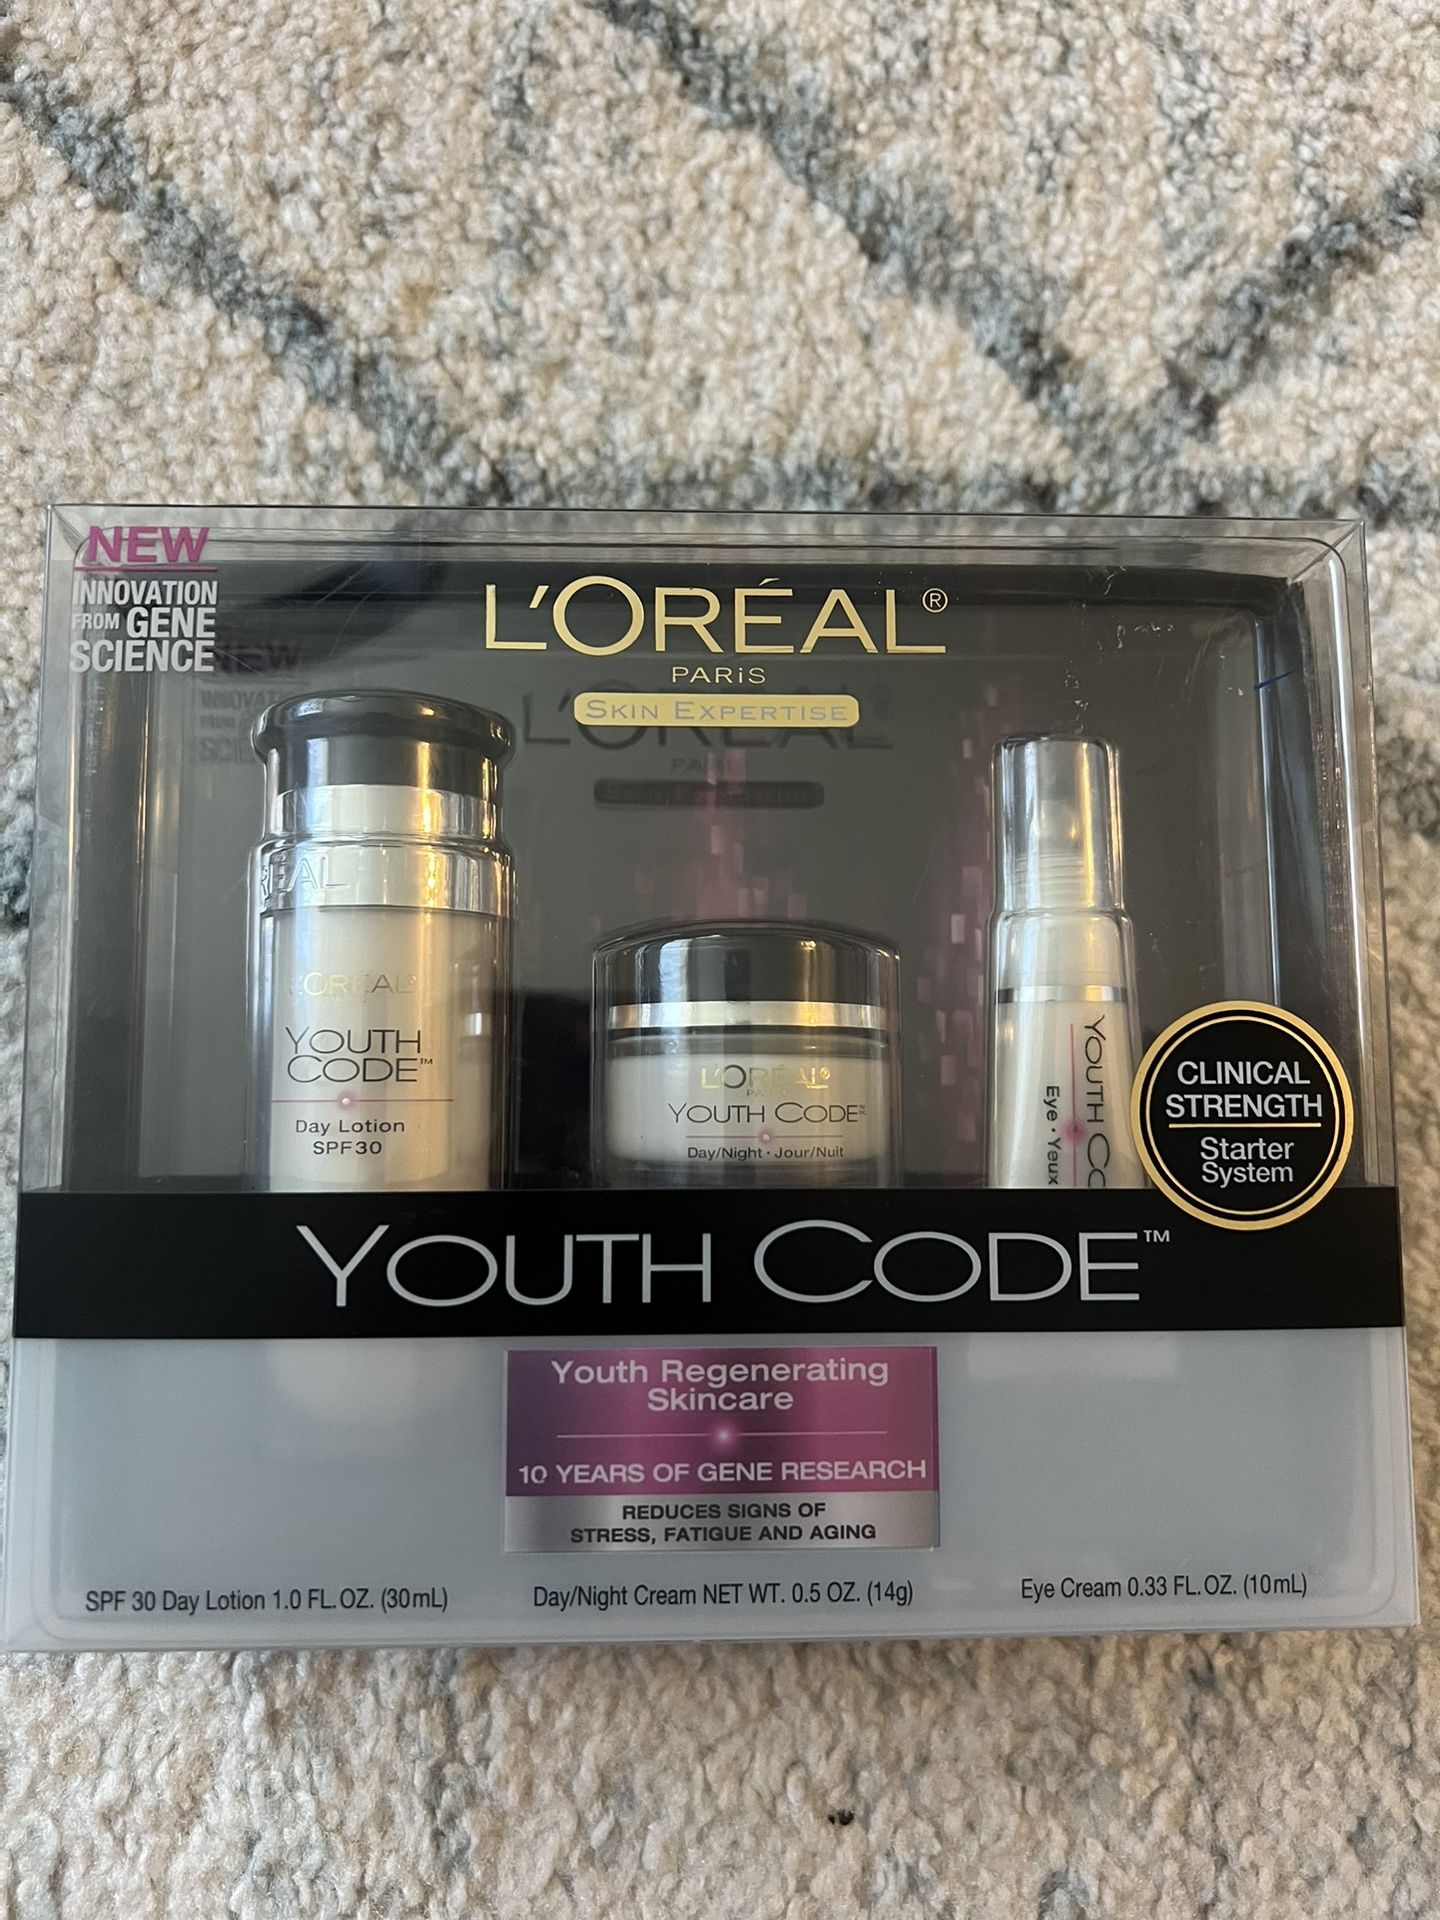 NEW
INNOVATION
FROM GENE
SCIENCE
L'ORÉAL®
PARiS
SKIN EXPERTISE
L'ORÉAL
PARIS
YOUTH
CODE™
Day Lotion
SPF 30
L'ORÉAL®
YOUTH CODE™
Day/Night • Jour/Nuit
YOUTH CO
Eye • Yeux
CLINICAL
STRENGTH
Starter
System
YOUTH CODE™
Youth Regenerating
Skincare
10 YEARS OF GENE RESEARCH
REDUCES SIGNS OF
STRESS, FATIGUE AND AGING
SPF 30 Day Lotion 1.0 FL. OZ. (30mL)
Day/Night Cream NET WT. 0.5 OZ. (14g)
Eye Cream 0.33 FL. OZ. (10mL)